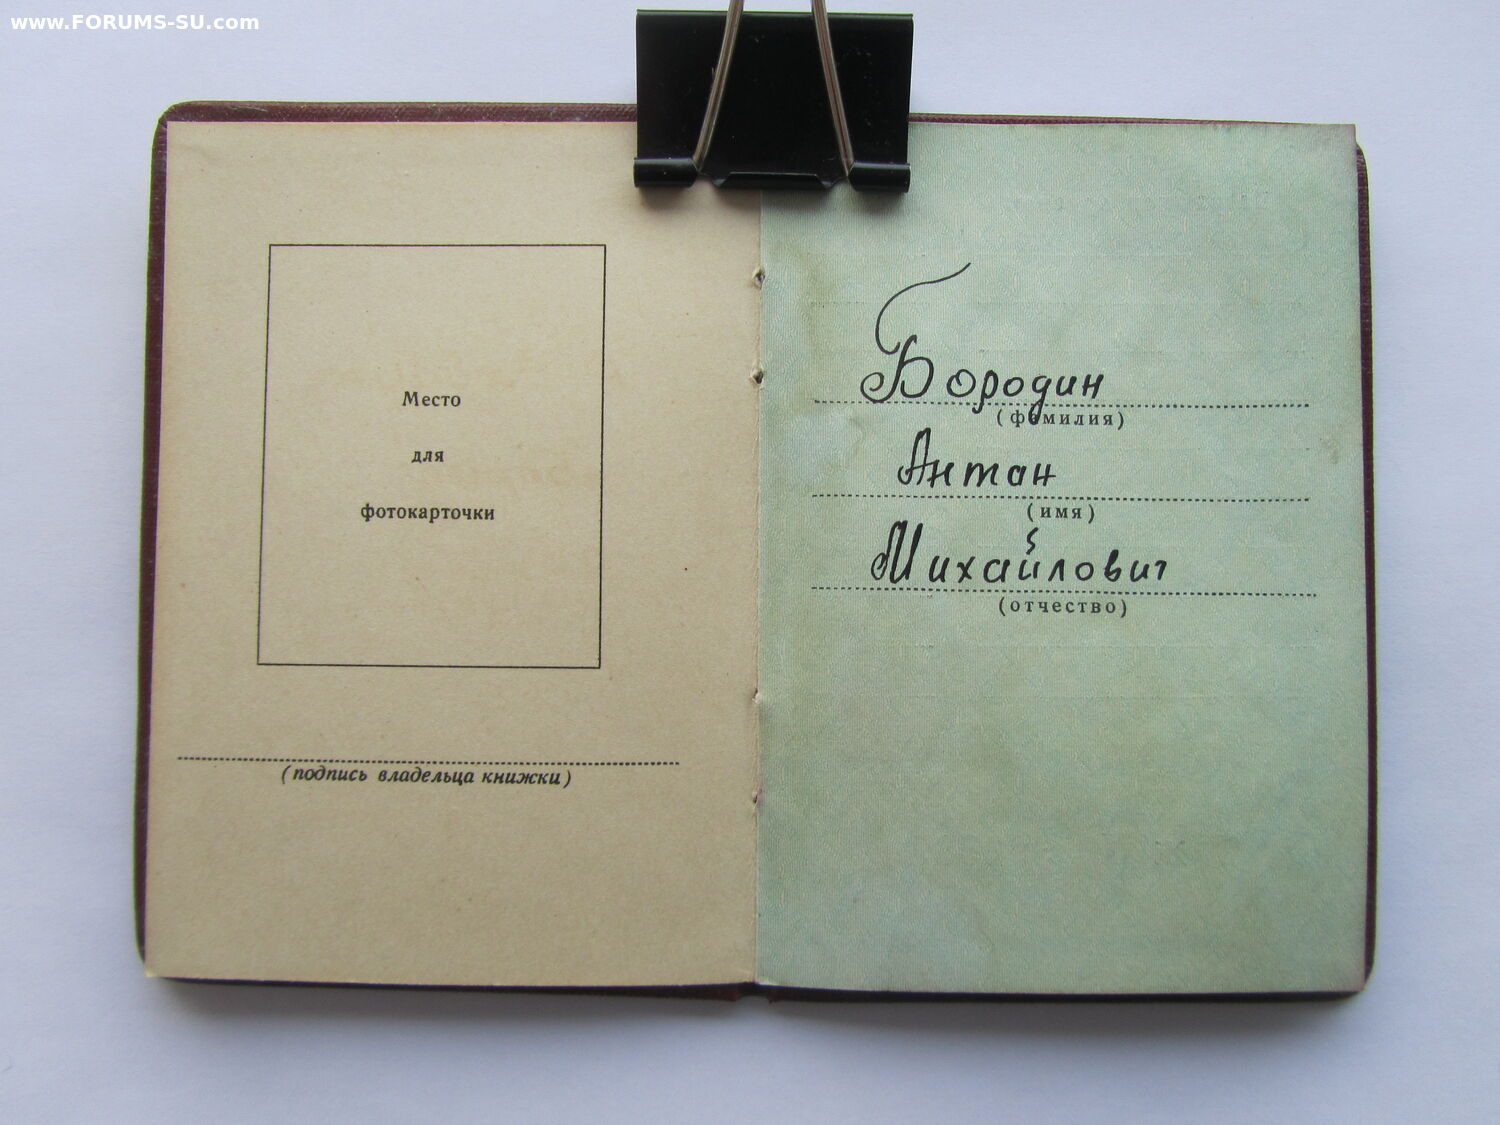 www.FORUMS-SU.com
Место
для
фотокарточки
(подпись владельца книжки)
Бородин
(фамилия)
Антан
(имя)
Михайлович
(отчество)